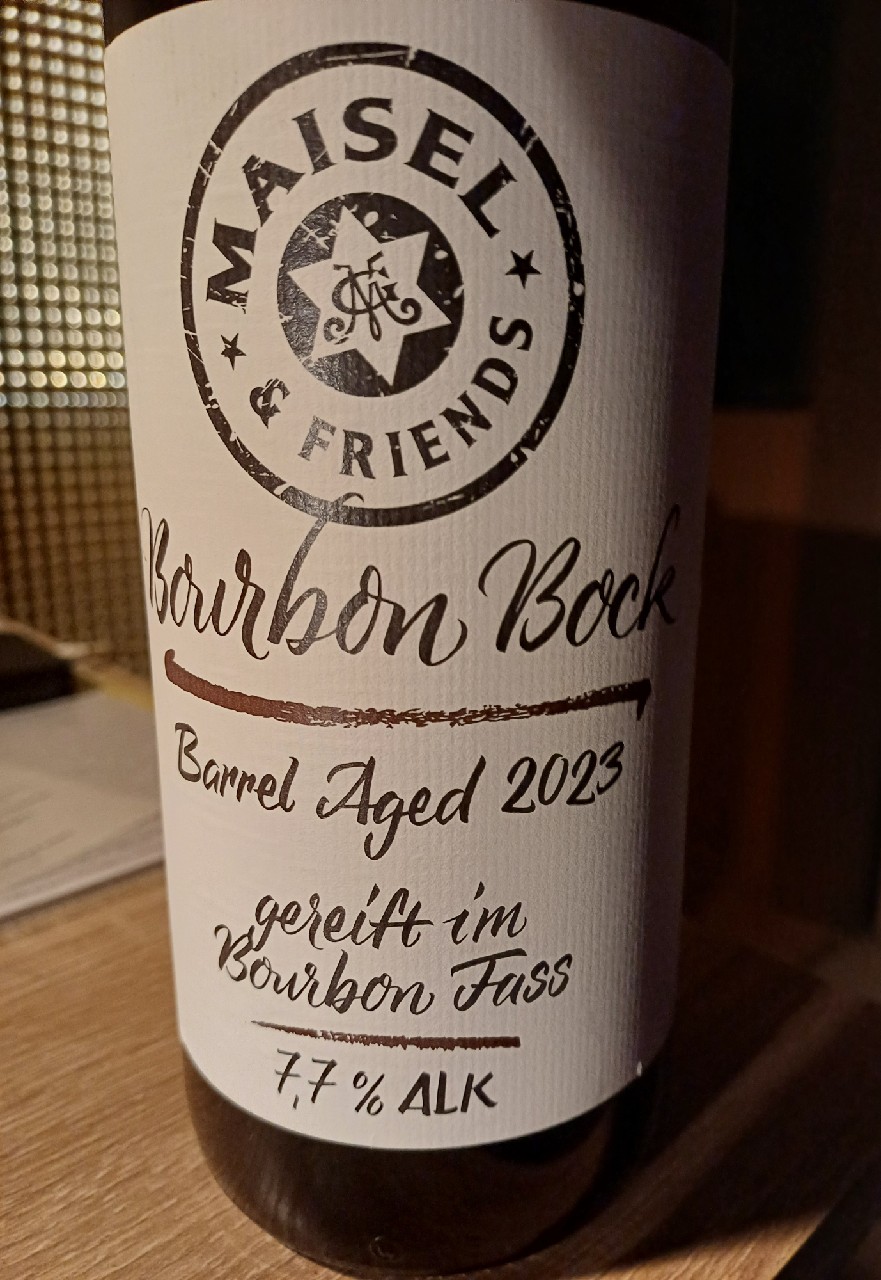 MAISEL
& FRIENDS
Bourbon Bock
Barrel Aged 2023
gereift im
Bourbon Fass
7,7 % ALK